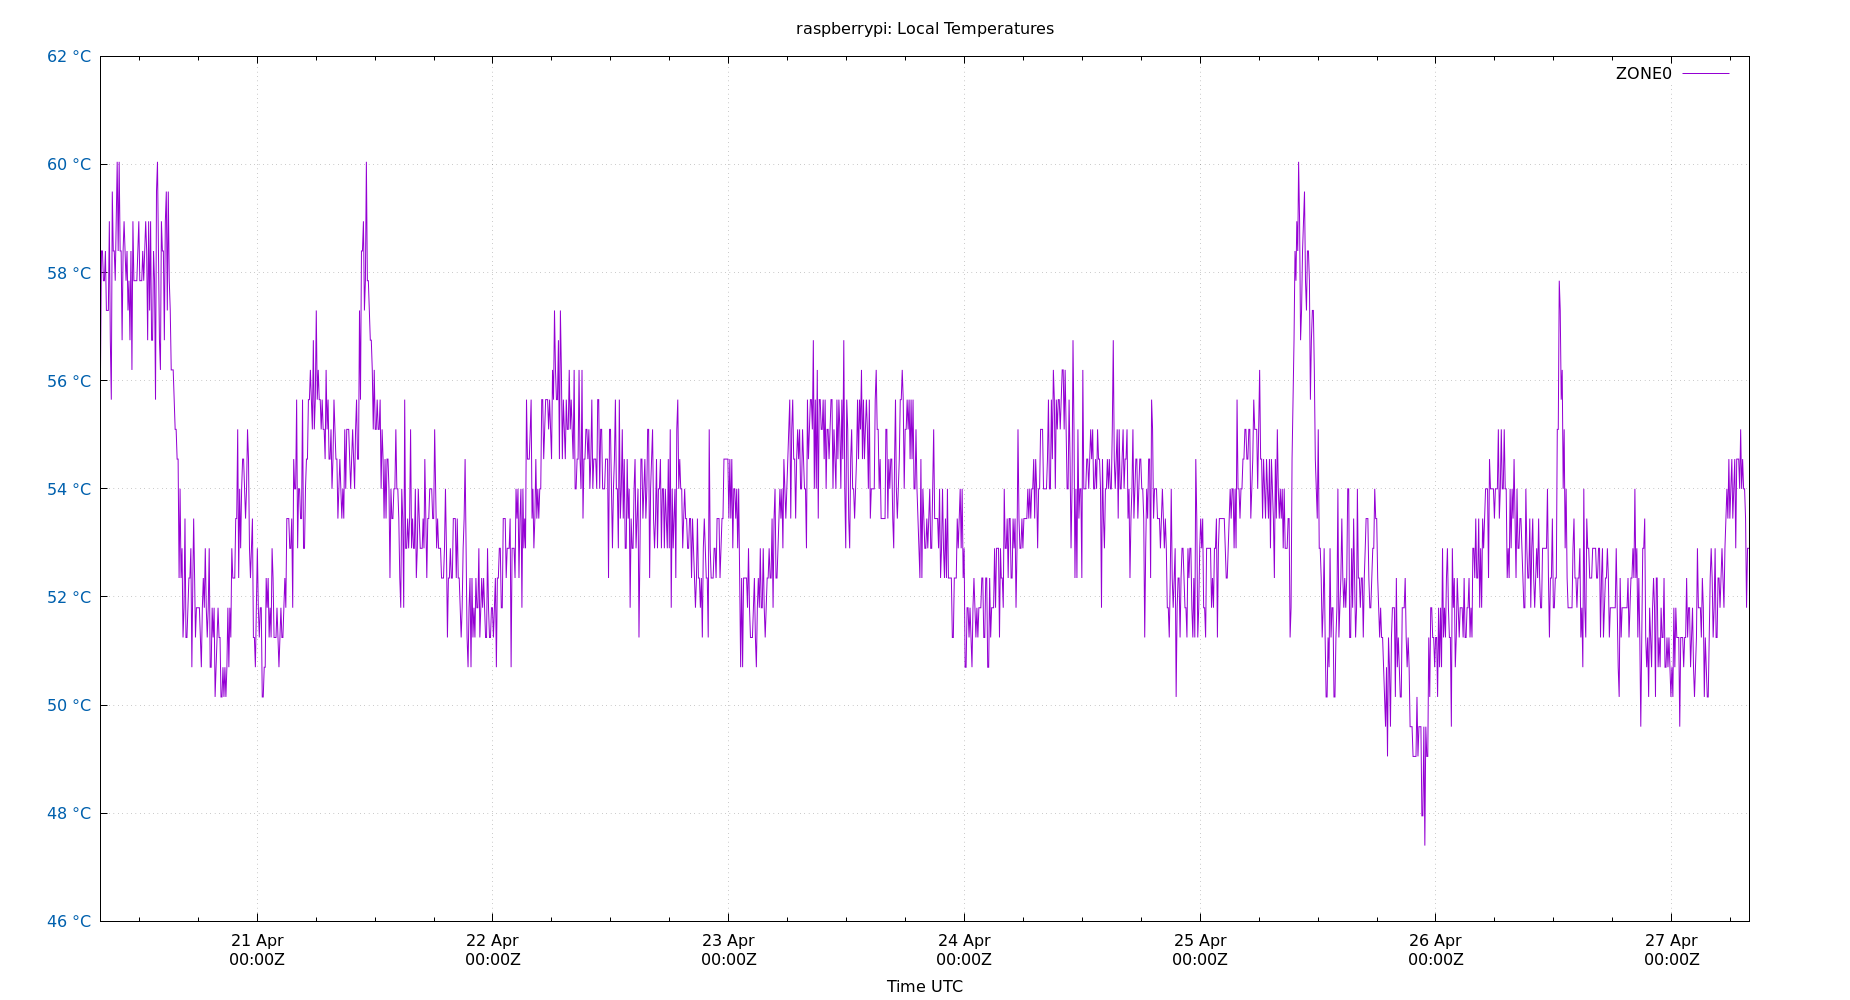 raspberrypi: Local Temperatures
62 °C
ZONE0
60 °C
58 °C
56 °C
54 °C
52 °C
50 °C
48 °C
46 °C
21 Apr 22 Apr 23 Apr 24 Apr 25 Apr 26 Apr 27 Apr
00:00Z 00:00Z 00:00Z 00:00Z 00:00Z 00:00Z 00:00Z
Time UTC